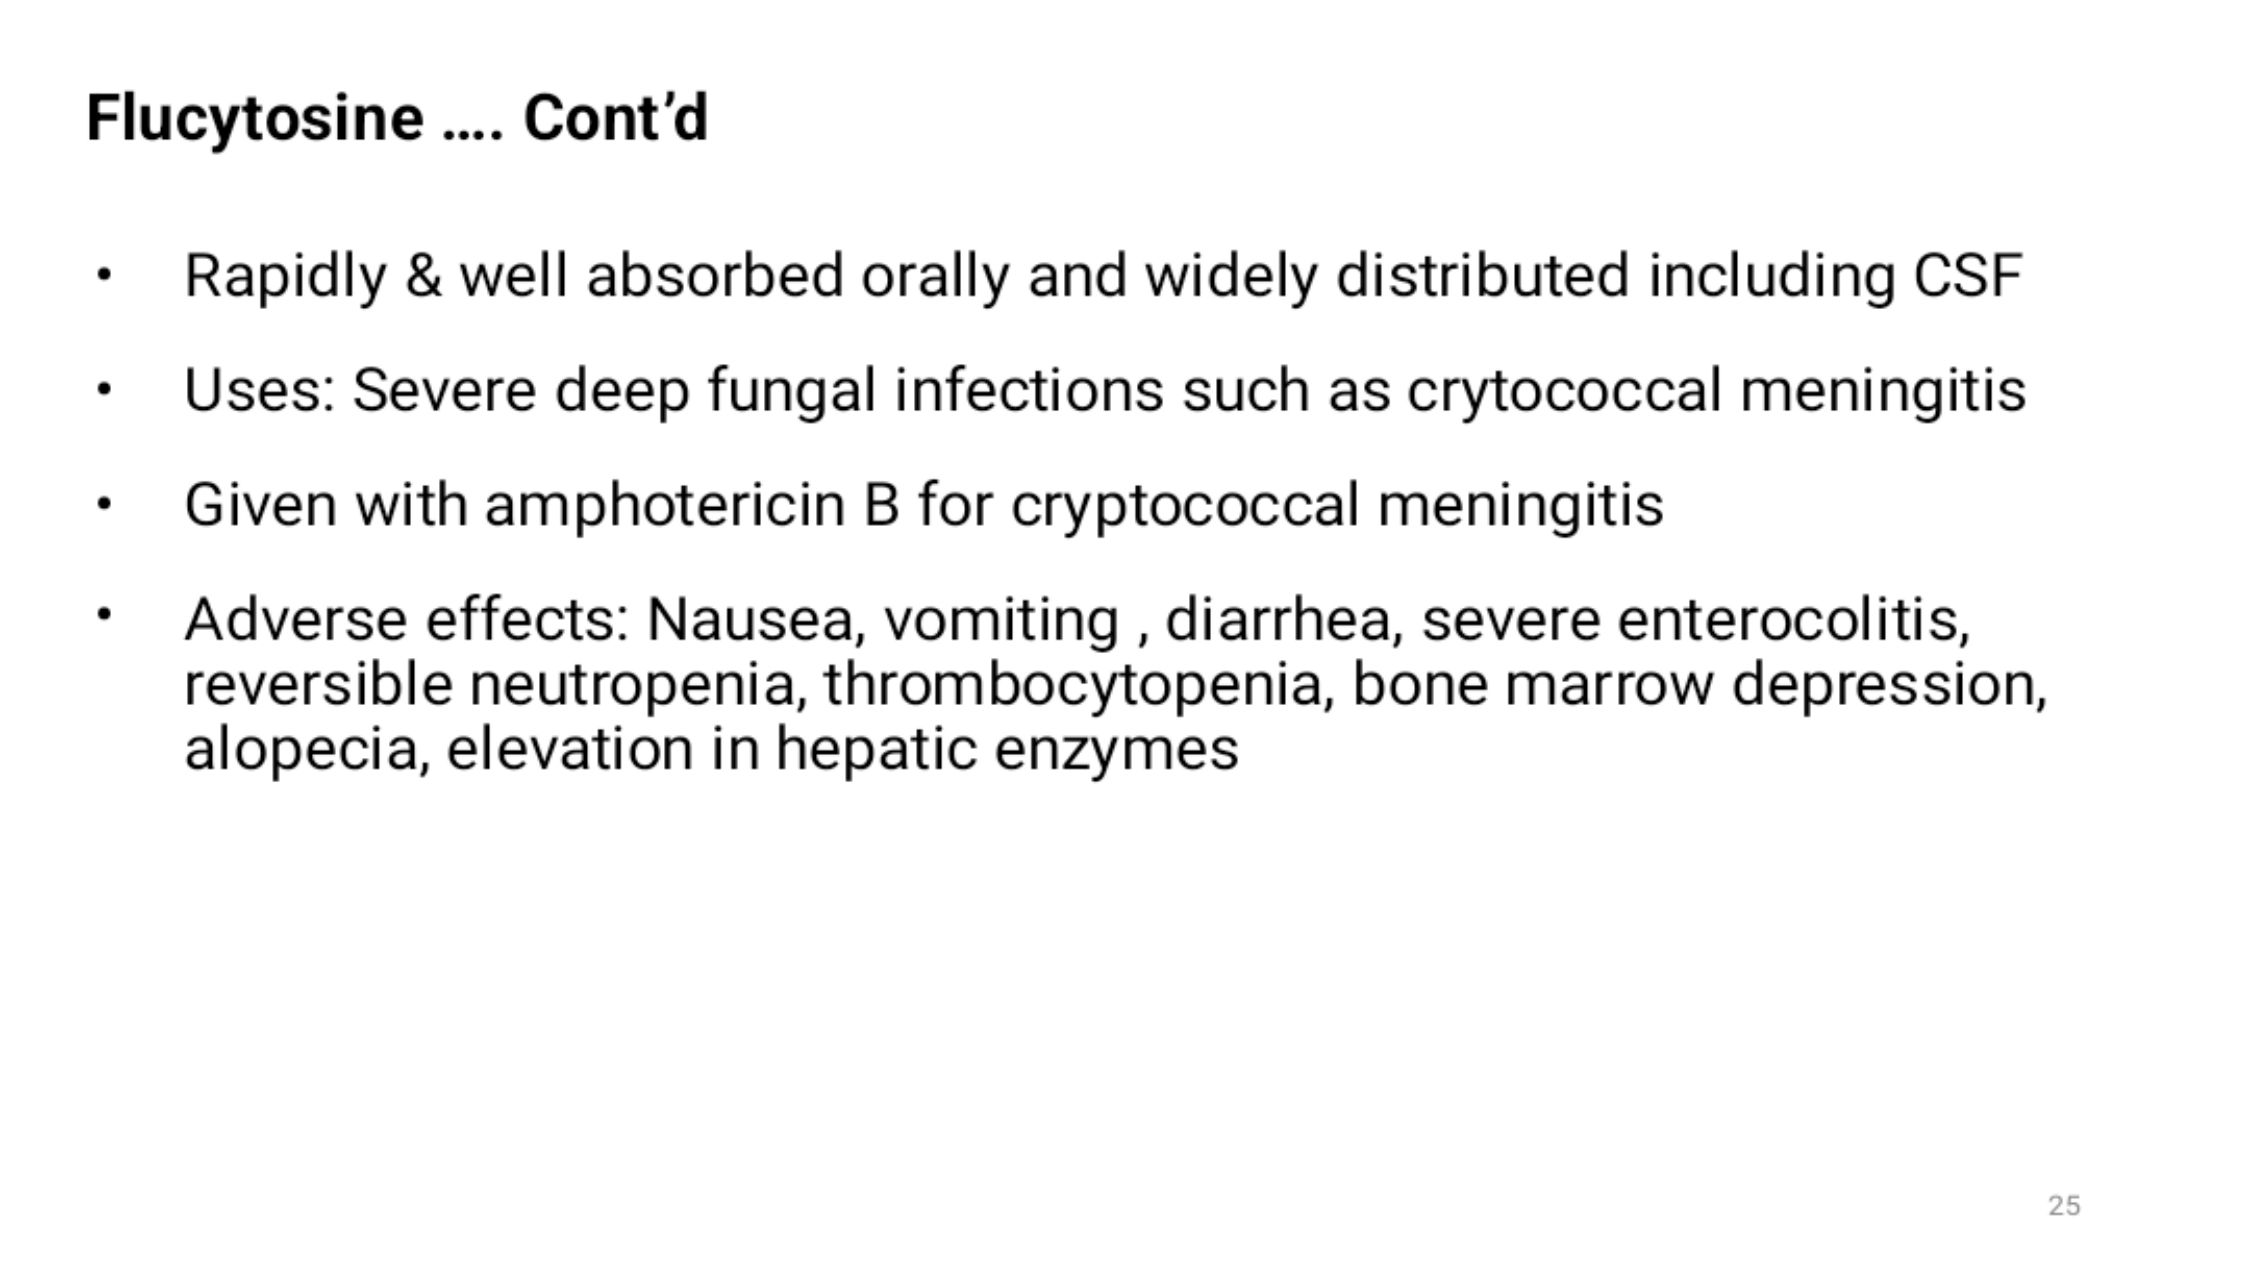 Flucytosine .... Cont’d
• Rapidly & well absorbed orally and widely distributed including CSF
• Uses: Severe deep fungal infections such as crytococcal meningitis
• Given with amphotericin B for cryptococcal meningitis
• Adverse effects: Nausea, vomiting , diarrhea, severe enterocolitis,
reversible neutropenia, thrombocytopenia, bone marrow depression,
alopecia, elevation in hepatic enzymes
25